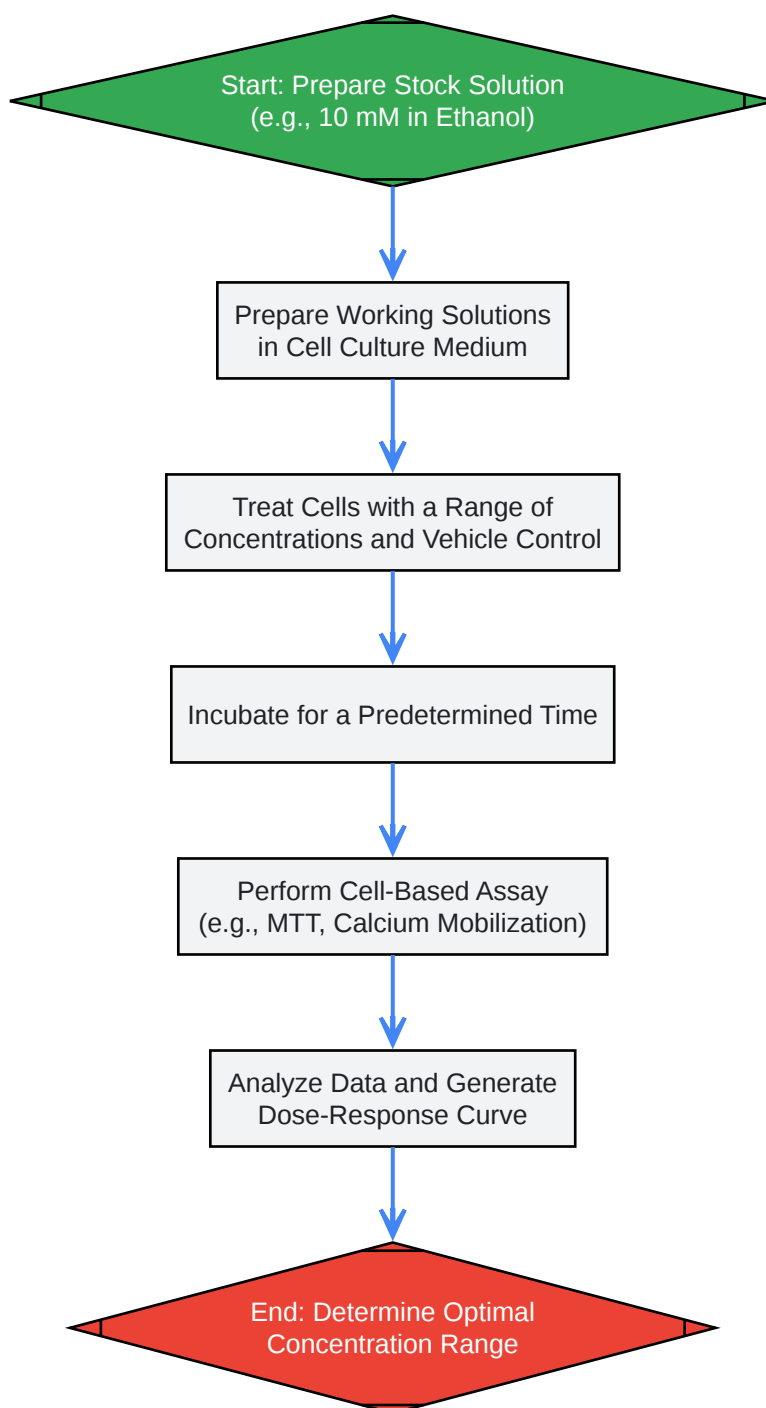 Start: Prepare Stock Solution
(e.g., 10 mM in Ethanol)
Prepare Working Solutions
in Cell Culture Medium
Treat Cells with a Range of
Concentrations and Vehicle Control
Incubate for a Predetermined Time
Perform Cell-Based Assay
(e.g., MTT, Calcium Mobilization)
Analyze Data and Generate
Dose-Response Curve
End: Determine Optimal
Concentration Range